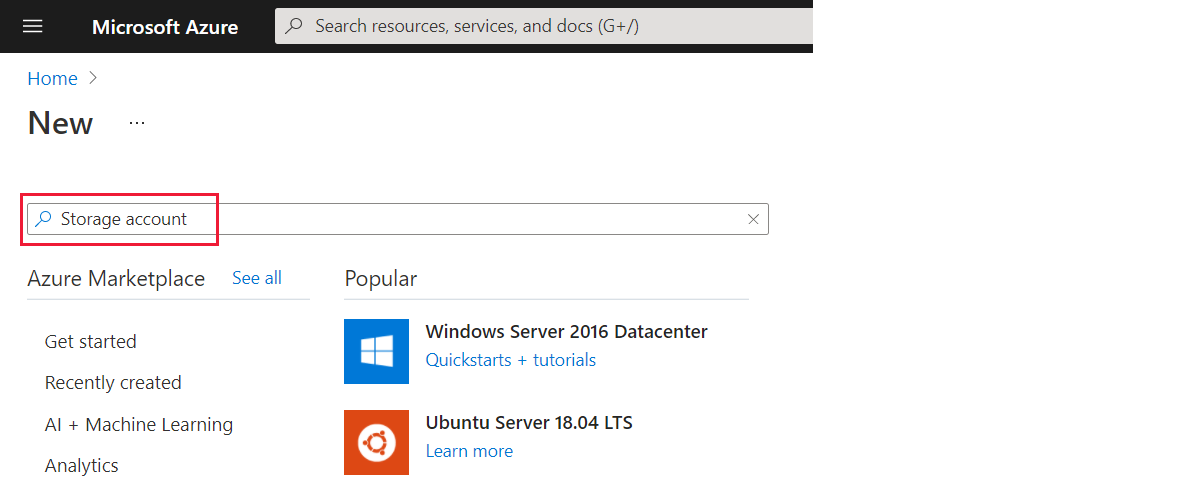 Microsoft Azure
Search resources, services, and docs (G+/)
Home
New
...
Storage account
Azure Marketplace
See all
Get started
Recently created
AI + Machine Learning
Analytics
Popular
Windows Server 2016 Datacenter
Quickstarts + tutorials
Ubuntu Server 18.04 LTS
Learn more